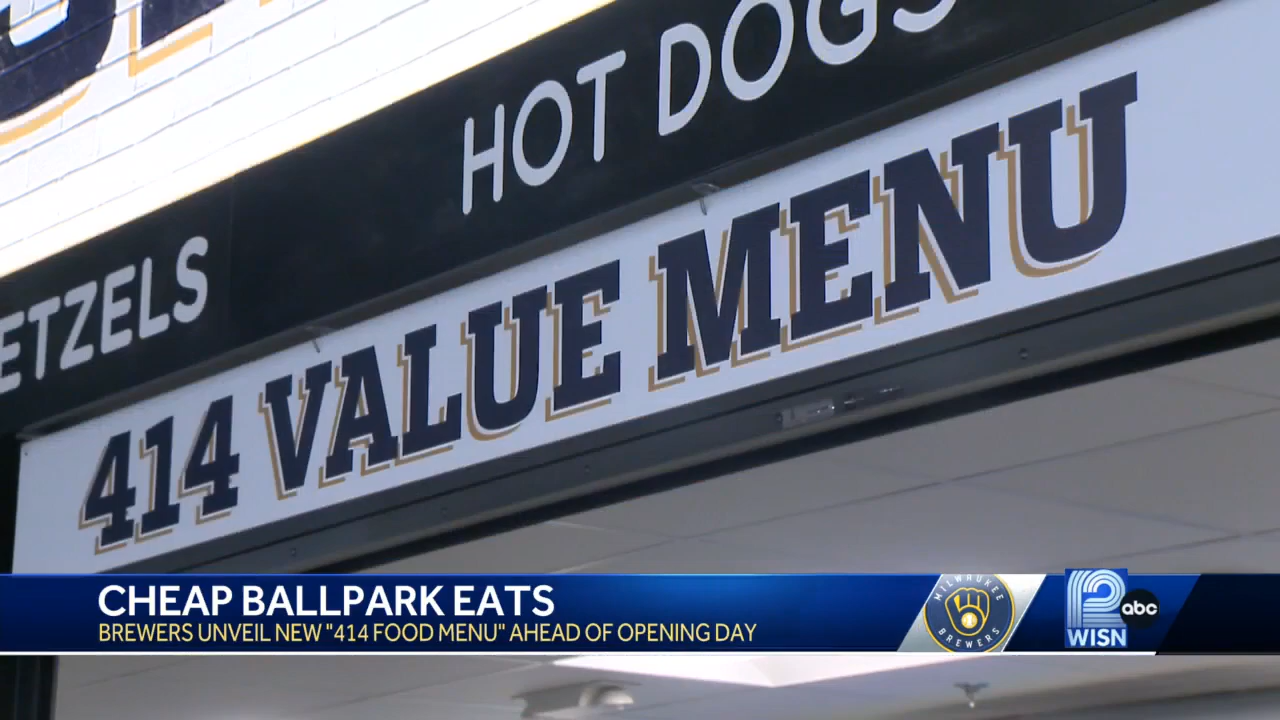 HOT DOGS
ETZELS
414 VALUE MENU
CHEAP BALLPARK EATS
BREWERS UNVEIL NEW "414 FOOD MENU" AHEAD OF OPENING DAY
MILWAUKEE
BREWERS
12
abc
WISN